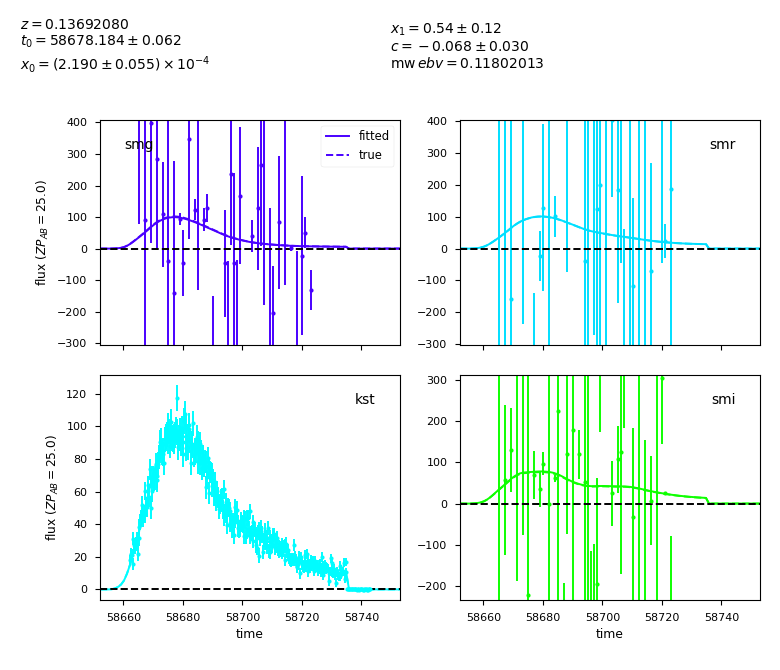 z = 0.13692080
t₀ = 58678.184 ± 0.062
x₀ = (2.190 ± 0.055) × 10⁻⁴
x₁ = 0.54 ± 0.12
c = −0.068 ± 0.030
mw ebv = 0.11802013
400
300
200
100
0
−100
−200
−300
flux (ZP_AB = 25.0)
smg
fitted
true
400
300
200
100
0
−100
−200
−300
smr
120
100
80
60
40
20
0
flux (ZP_AB = 25.0)
kst
58660 58680 58700 58720 58740
time
300
200
100
0
−100
−200
smi
58660 58680 58700 58720 58740
time